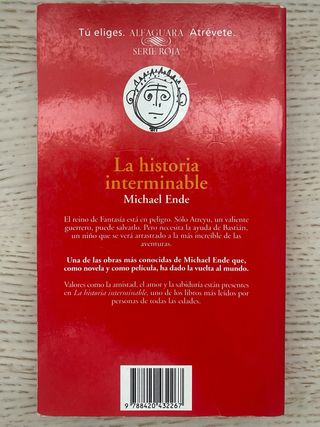 Tú eliges. ALFAGUARA Atrévete.
SERIE ROJA
La historia
interminable
Michael Ende
El reino de Fantasía está en peligro. Sólo Atreyu, un valiente
guerrero, puede salvarlo. Pero necesita la ayuda de Bastián,
un niño que se verá arrastrado a la más increíble de las
aventuras.
Una de las obras más conocidas de Michael Ende que,
como novela y como película, ha dado la vuelta al mundo.
Valores como la amistad, el amor y la sabiduría están presentes
en La historia interminable, uno de los libros más leídos por
personas de todas las edades.
9 788420 432267